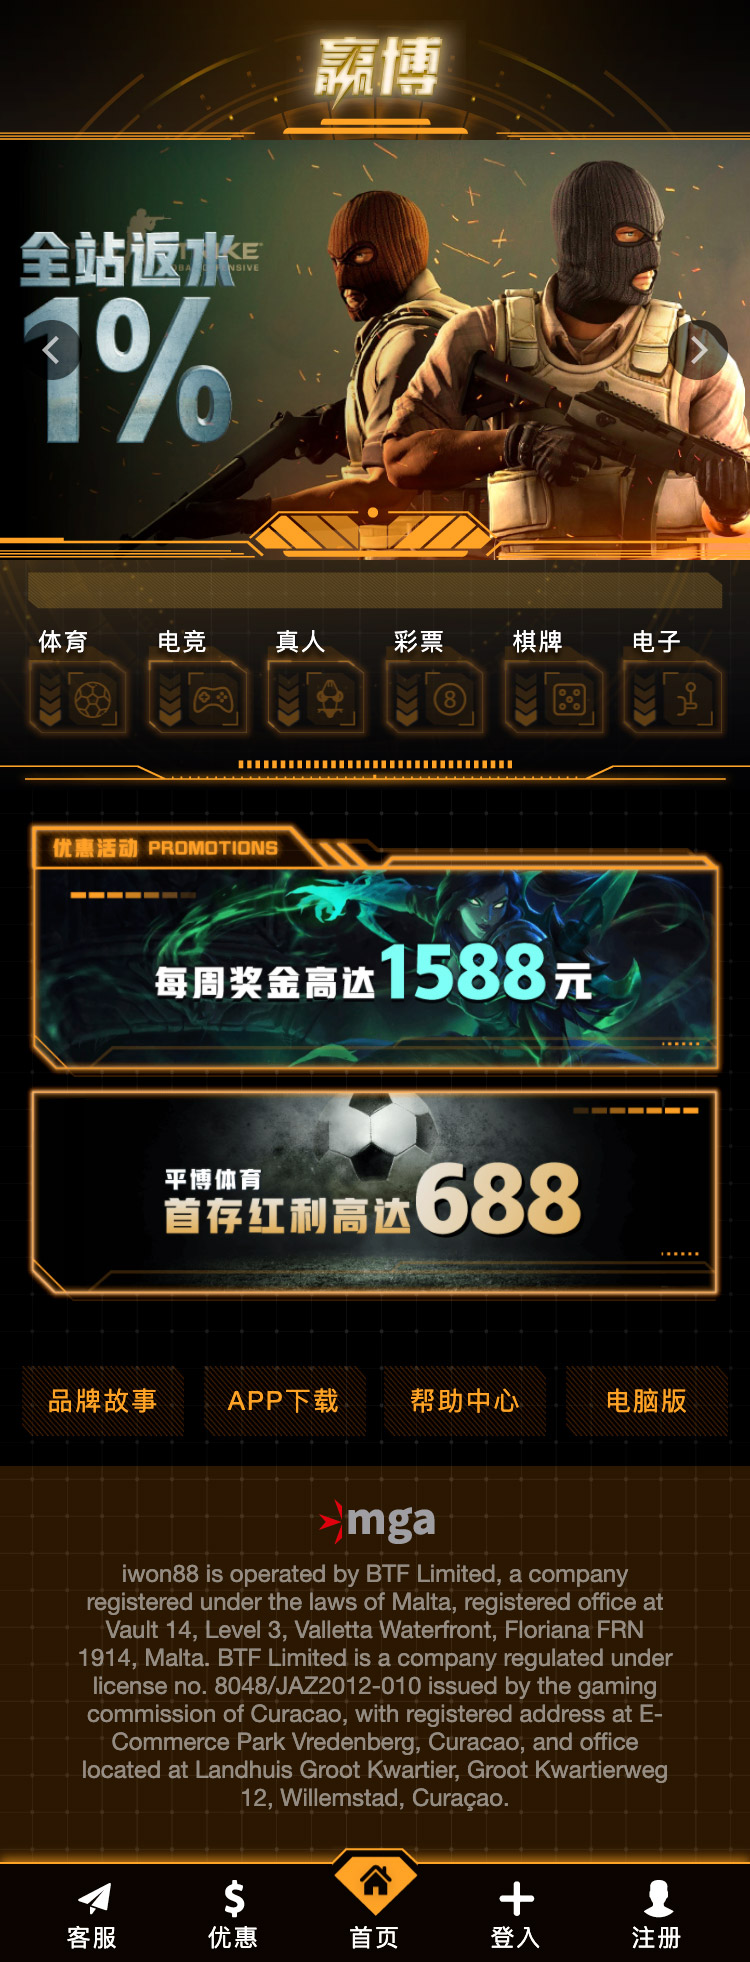 赢博
全站返水
1%
体育 电竞 真人 彩票 棋牌 电子
8
优惠活动 PROMOTIONS
每周奖金高达1588元
平博体育
首存红利高达688
品牌故事 APP下载 帮助中心 电脑版
mga
iwon88 is operated by BTF Limited, a company
registered under the laws of Malta, registered office at
Vault 14, Level 3, Valletta Waterfront, Floriana FRN
1914, Malta. BTF Limited is a company regulated under
license no. 8048/JAZ2012-010 issued by the gaming
commission of Curacao, with registered address at E-
Commerce Park Vredenberg, Curacao, and office
located at Landhuis Groot Kwartier, Groot Kwartierweg
12, Willemstad, Curaçao.
客服 优惠 首页 登入 注册